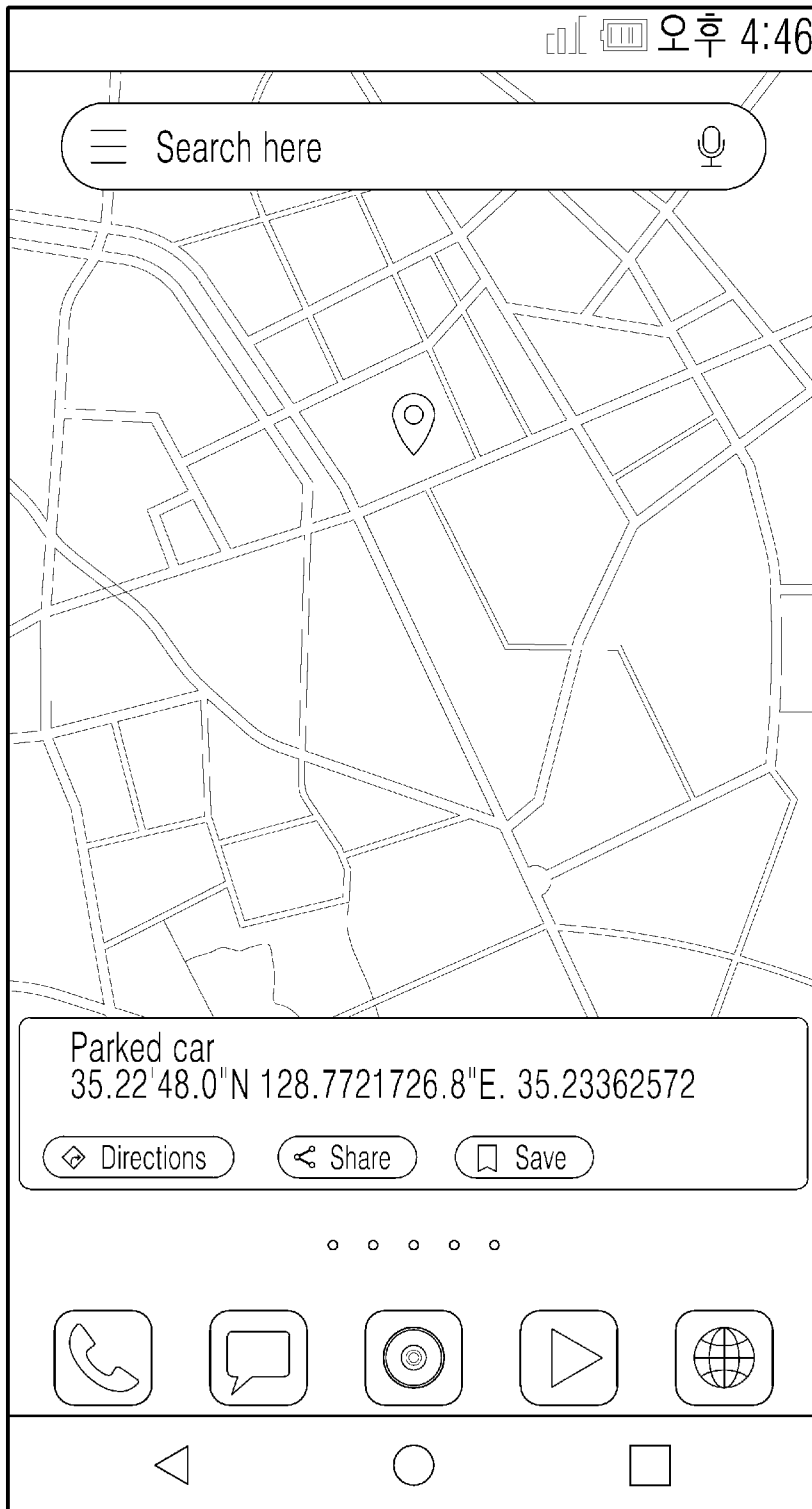 오후 4:46
Search here
Parked car
35.22'48.0"N 128.7721726.8"E. 35.23362572
Directions
Share
Save